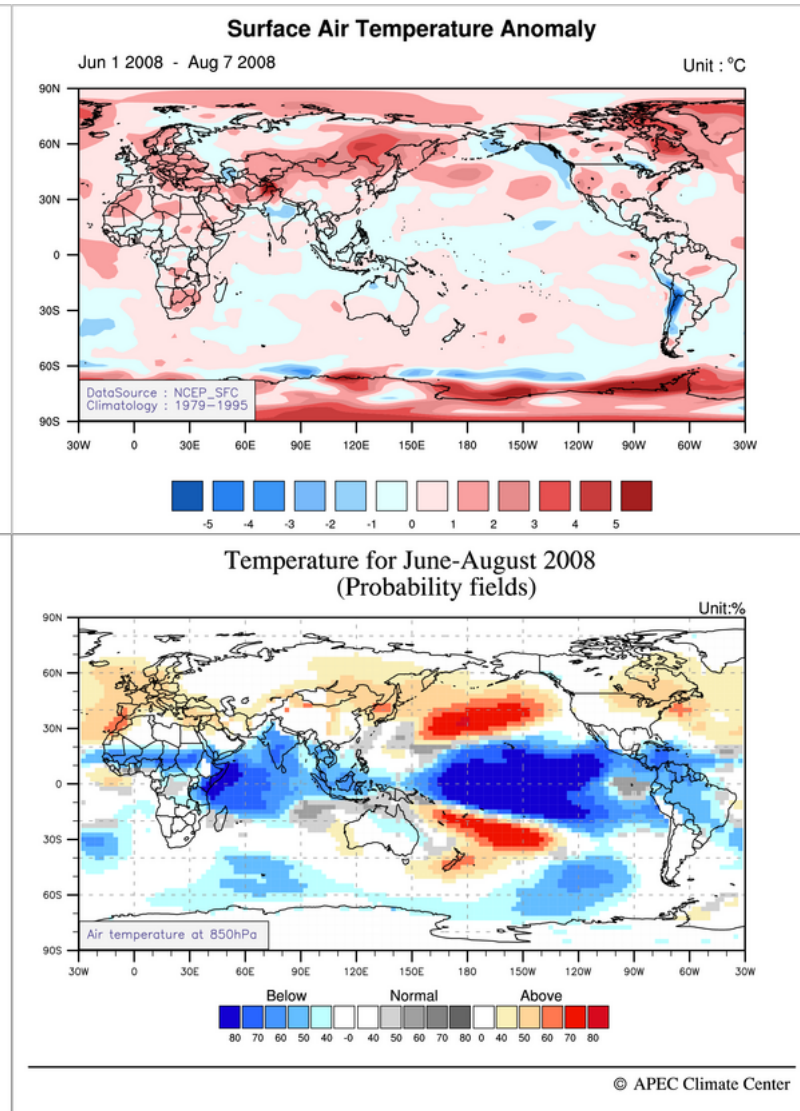 Surface Air Temperature Anomaly
Jun 1 2008 - Aug 7 2008
Unit : °C
90N
60N
30N
0
30S
60S
90S
DataSource : NCEP_SFC
Climatology : 1979-1995
30W 0 30E 60E 90E 120E 150E 180 150W 120W 90W 60W 30W
-5 -4 -3 -2 -1 0 1 2 3 4 5
Temperature for June-August 2008
(Probability fields)
Unit:%
90N
60N
30N
0
30S
60S
90S
Air temperature at 850hPa
30W 0 30E 60E 90E 120E 150E 180 150W 120W 90W 60W 30W
Below Normal Above
80 70 60 50 40 -0 40 50 60 70 80 0 40 50 60 70 80
© APEC Climate Center